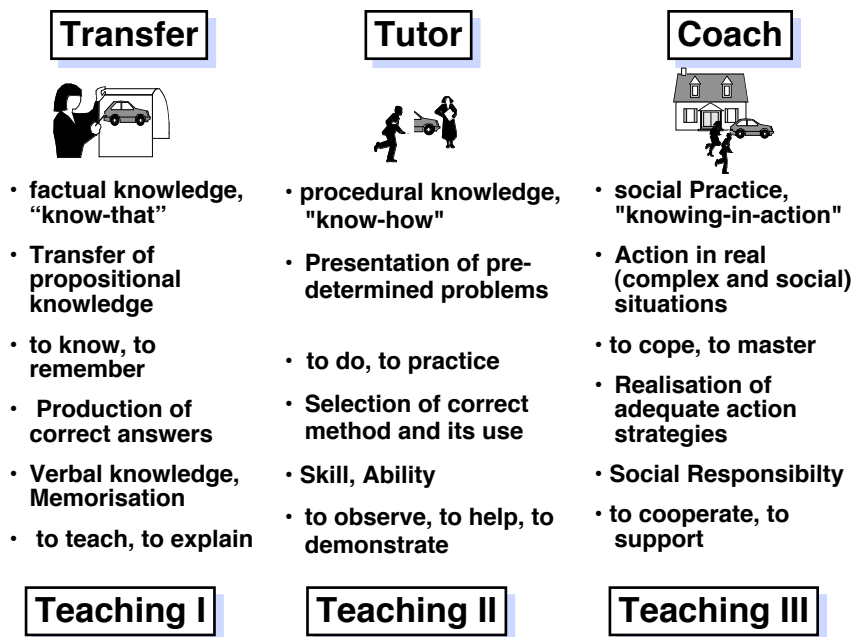 Transfer
• factual knowledge,
“know-that”
• Transfer of
propositional
knowledge
• to know, to
remember
• Production of
correct answers
• Verbal knowledge,
Memorisation
• to teach, to explain
Teaching I
Tutor
• procedural knowledge,
"know-how"
• Presentation of pre-
determined problems
• to do, to practice
• Selection of correct
method and its use
• Skill, Ability
• to observe, to help, to
demonstrate
Teaching II
Coach
• social Practice,
"knowing-in-action"
• Action in real
(complex and social)
situations
• to cope, to master
• Realisation of
adequate action
strategies
• Social Responsibilty
• to cooperate, to
support
Teaching III